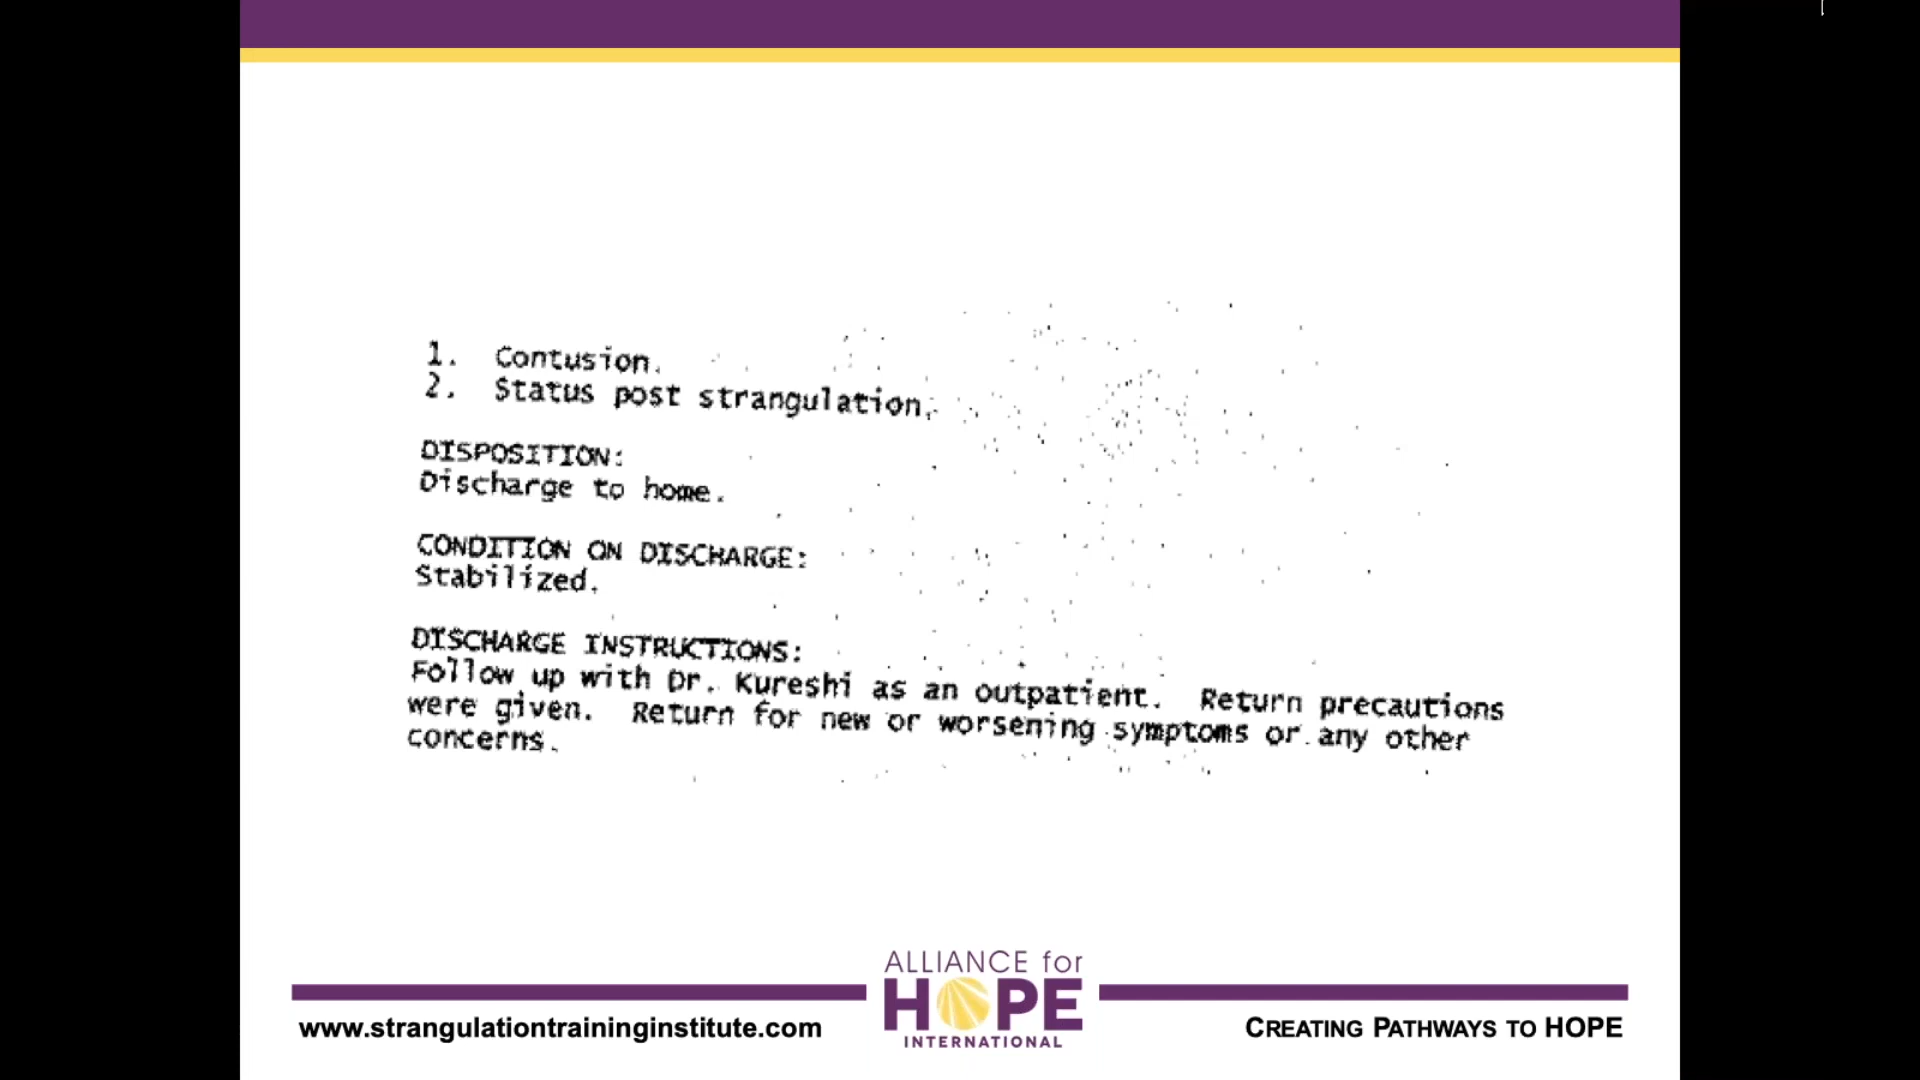 1. Contusion.
2. Status post strangulation.
DISPOSITION:
Discharge to home.
CONDITION ON DISCHARGE:
Stabilized.
DISCHARGE INSTRUCTIONS:
Follow up with Dr. Kureshi as an outpatient. Return precautions
were given. Return for new or worsening symptoms or any other
concerns.
ALLIANCE for
HOPE
INTERNATIONAL
www.strangulationtraininginstitute.com
CREATING PATHWAYS TO HOPE